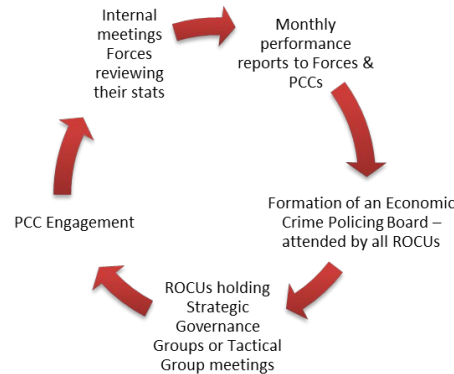 Internal
meetings
Forces
reviewing
their stats
Monthly
performance
reports to Forces &
PCCs
Formation of an Economic
Crime Policing Board –
attended by all ROCUs
ROCUs holding
Strategic
Governance
Groups or Tactical
Group meetings
PCC Engagement